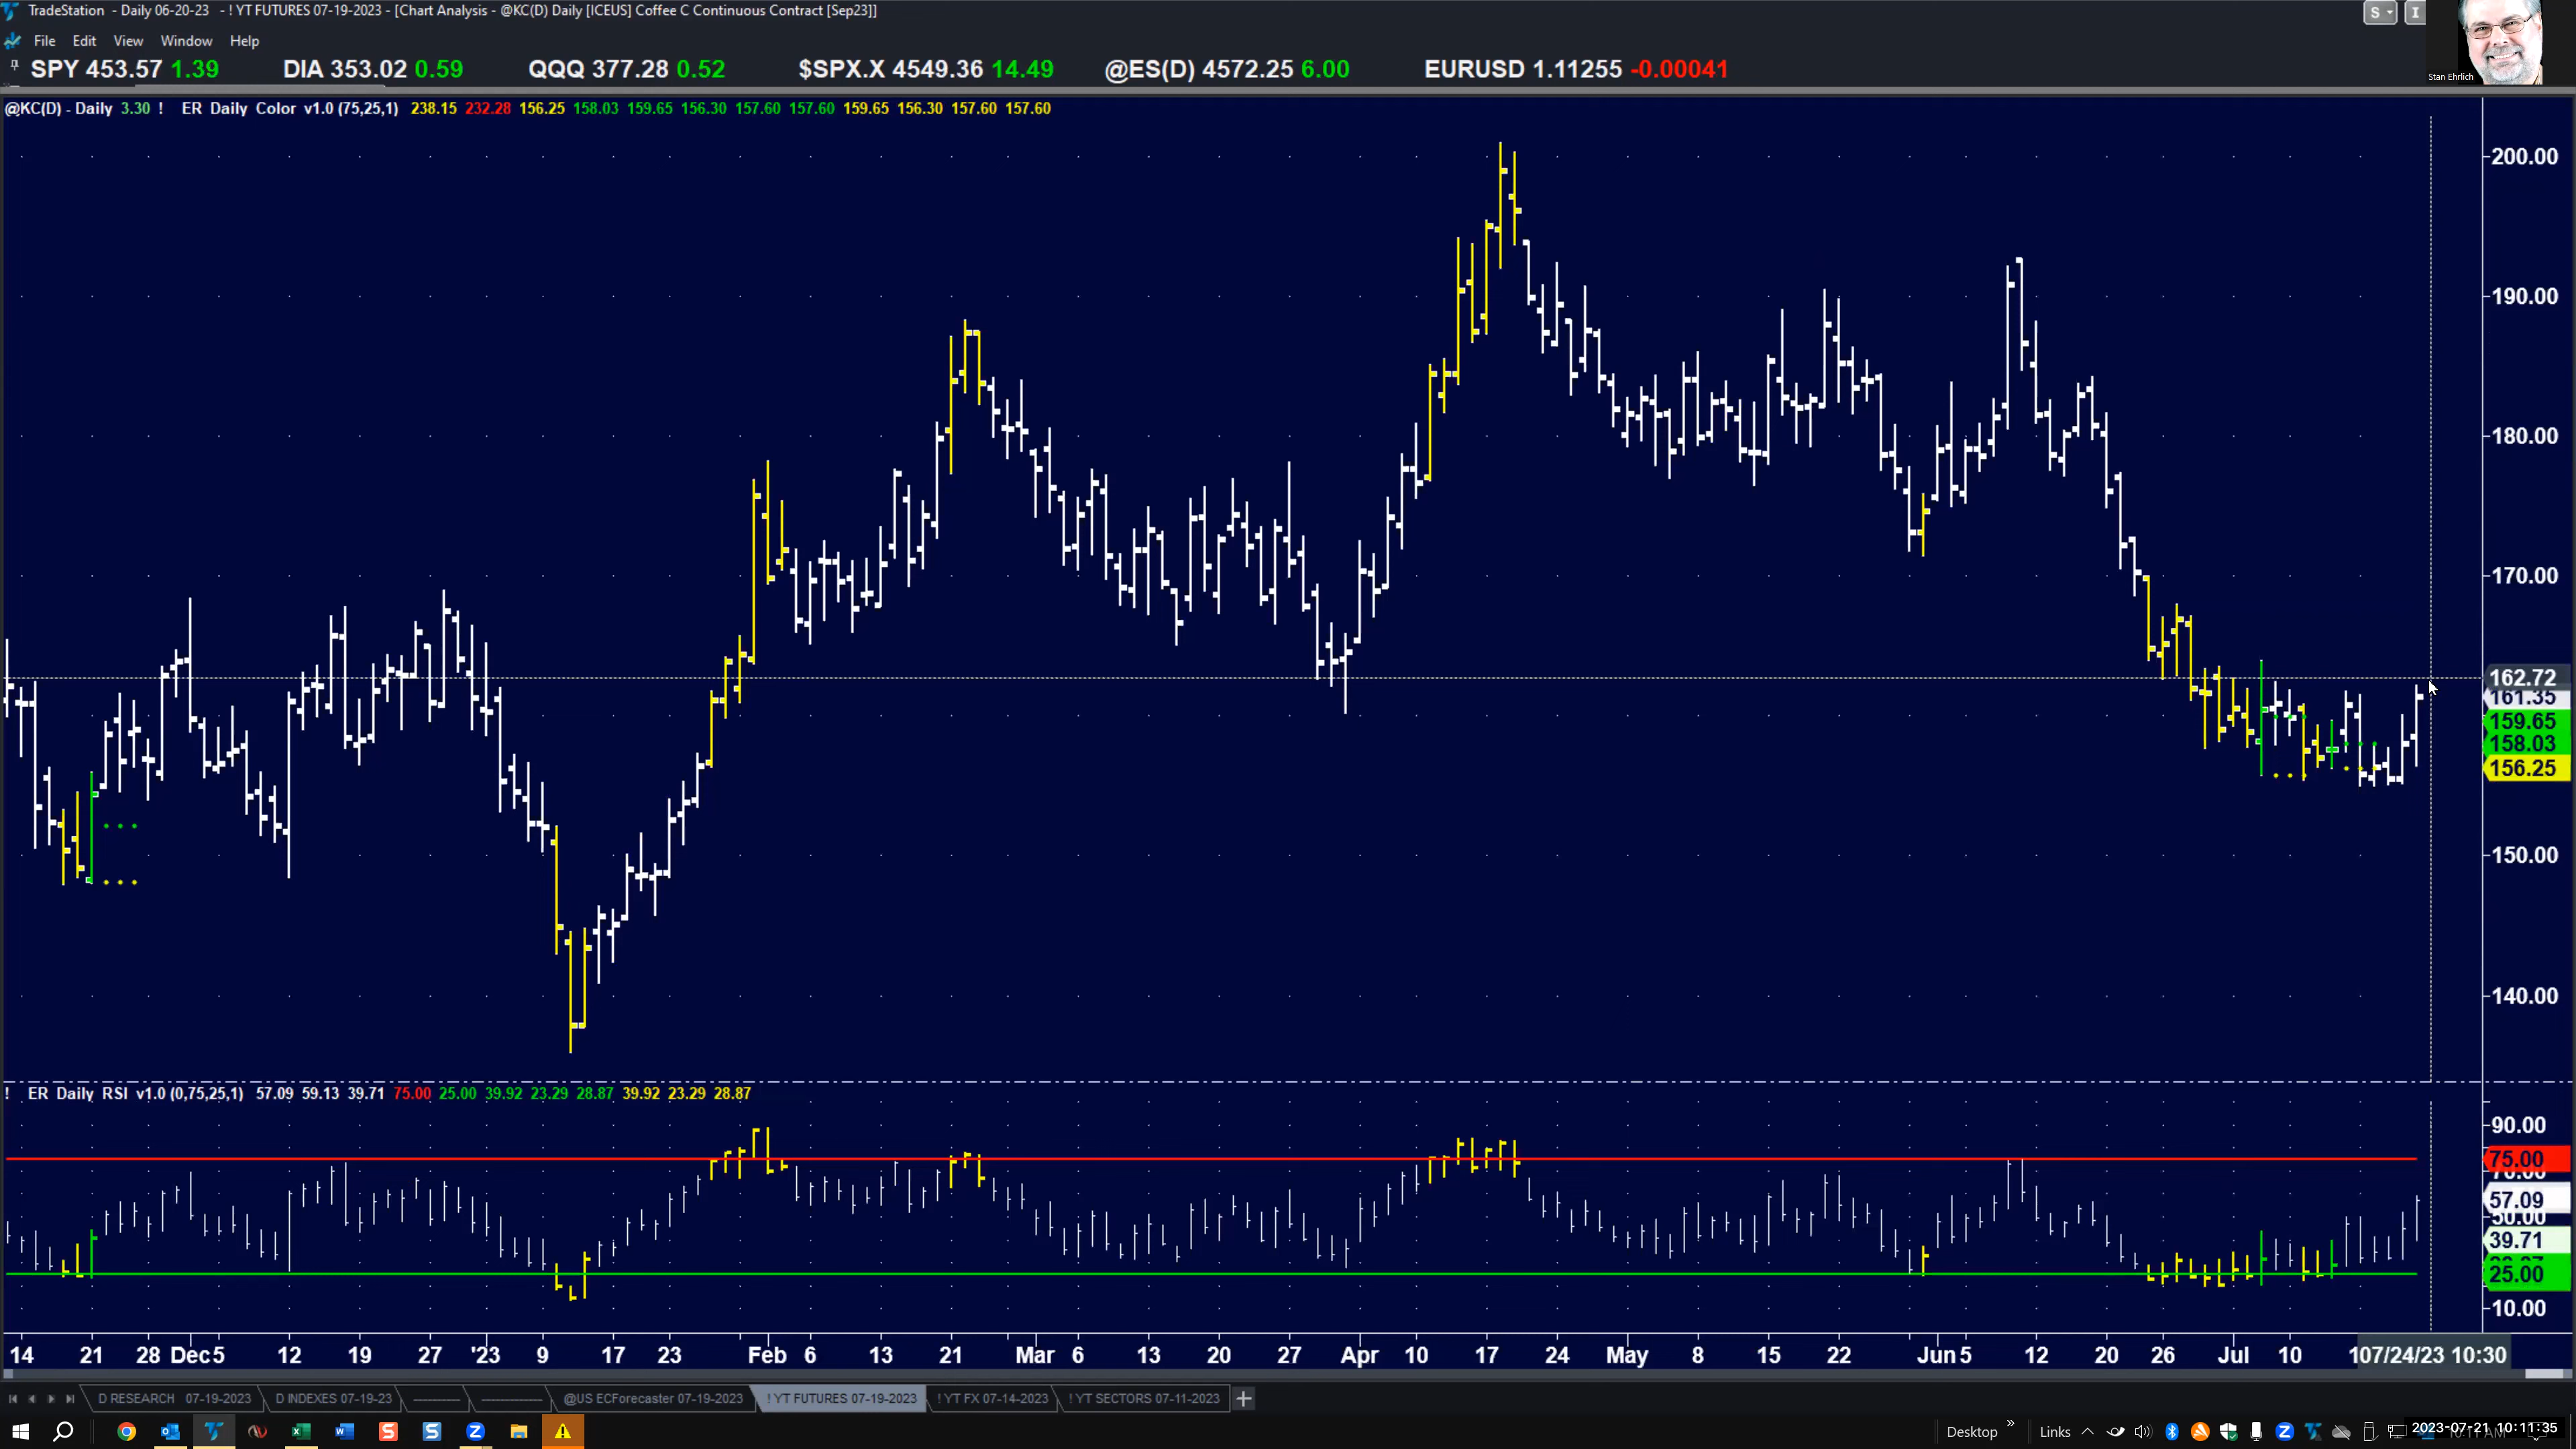 TradeStation - Daily 06-20-23 - ! YT FUTURES 07-19-2023 - [Chart Analysis - @KC(D) Daily [ICEUS] Coffee C Continuous Contract [Sep23]]
S I
File Edit View Window Help
SPY 453.57 1.39 DIA 353.02 0.59 QQQ 377.28 0.52 $SPX.X 4549.36 14.49 @ES(D) 4572.25 6.00 EURUSD 1.11255 -0.00041
Stan Ehrlich
@KC(D) - Daily 3.30 ! ER Daily Color v1.0 (75,25,1) 238.15 232.28 156.25 158.03 159.65 156.30 157.60 157.60 159.65 156.30 157.60 157.60
200.00
190.00
180.00
170.00
162.72
161.35
159.65
158.03
156.25
150.00
140.00
! ER Daily RSI v1.0 (0,75,25,1) 57.09 59.13 39.71 75.00 25.00 39.92 23.29 28.87 39.92 23.29 28.87
90.00
75.00
57.09
50.00
39.71
25.00
10.00
14 21 28 Dec 5 12 19 27 '23 9 17 23 Feb 6 13 21 Mar 6 13 20 27 Apr 10 17 24 May 8 15 22 Jun 5 12 20 26 Jul 10 1 07/24/23 10:30
D RESEARCH 07-19-2023 D INDEXES 07-19-23 @US ECForecaster 07-19-2023 ! YT FUTURES 07-19-2023 ! YT FX 07-14-2023 ! YT SECTORS 07-11-2023
Desktop Links 2023-07-21 10:11:35